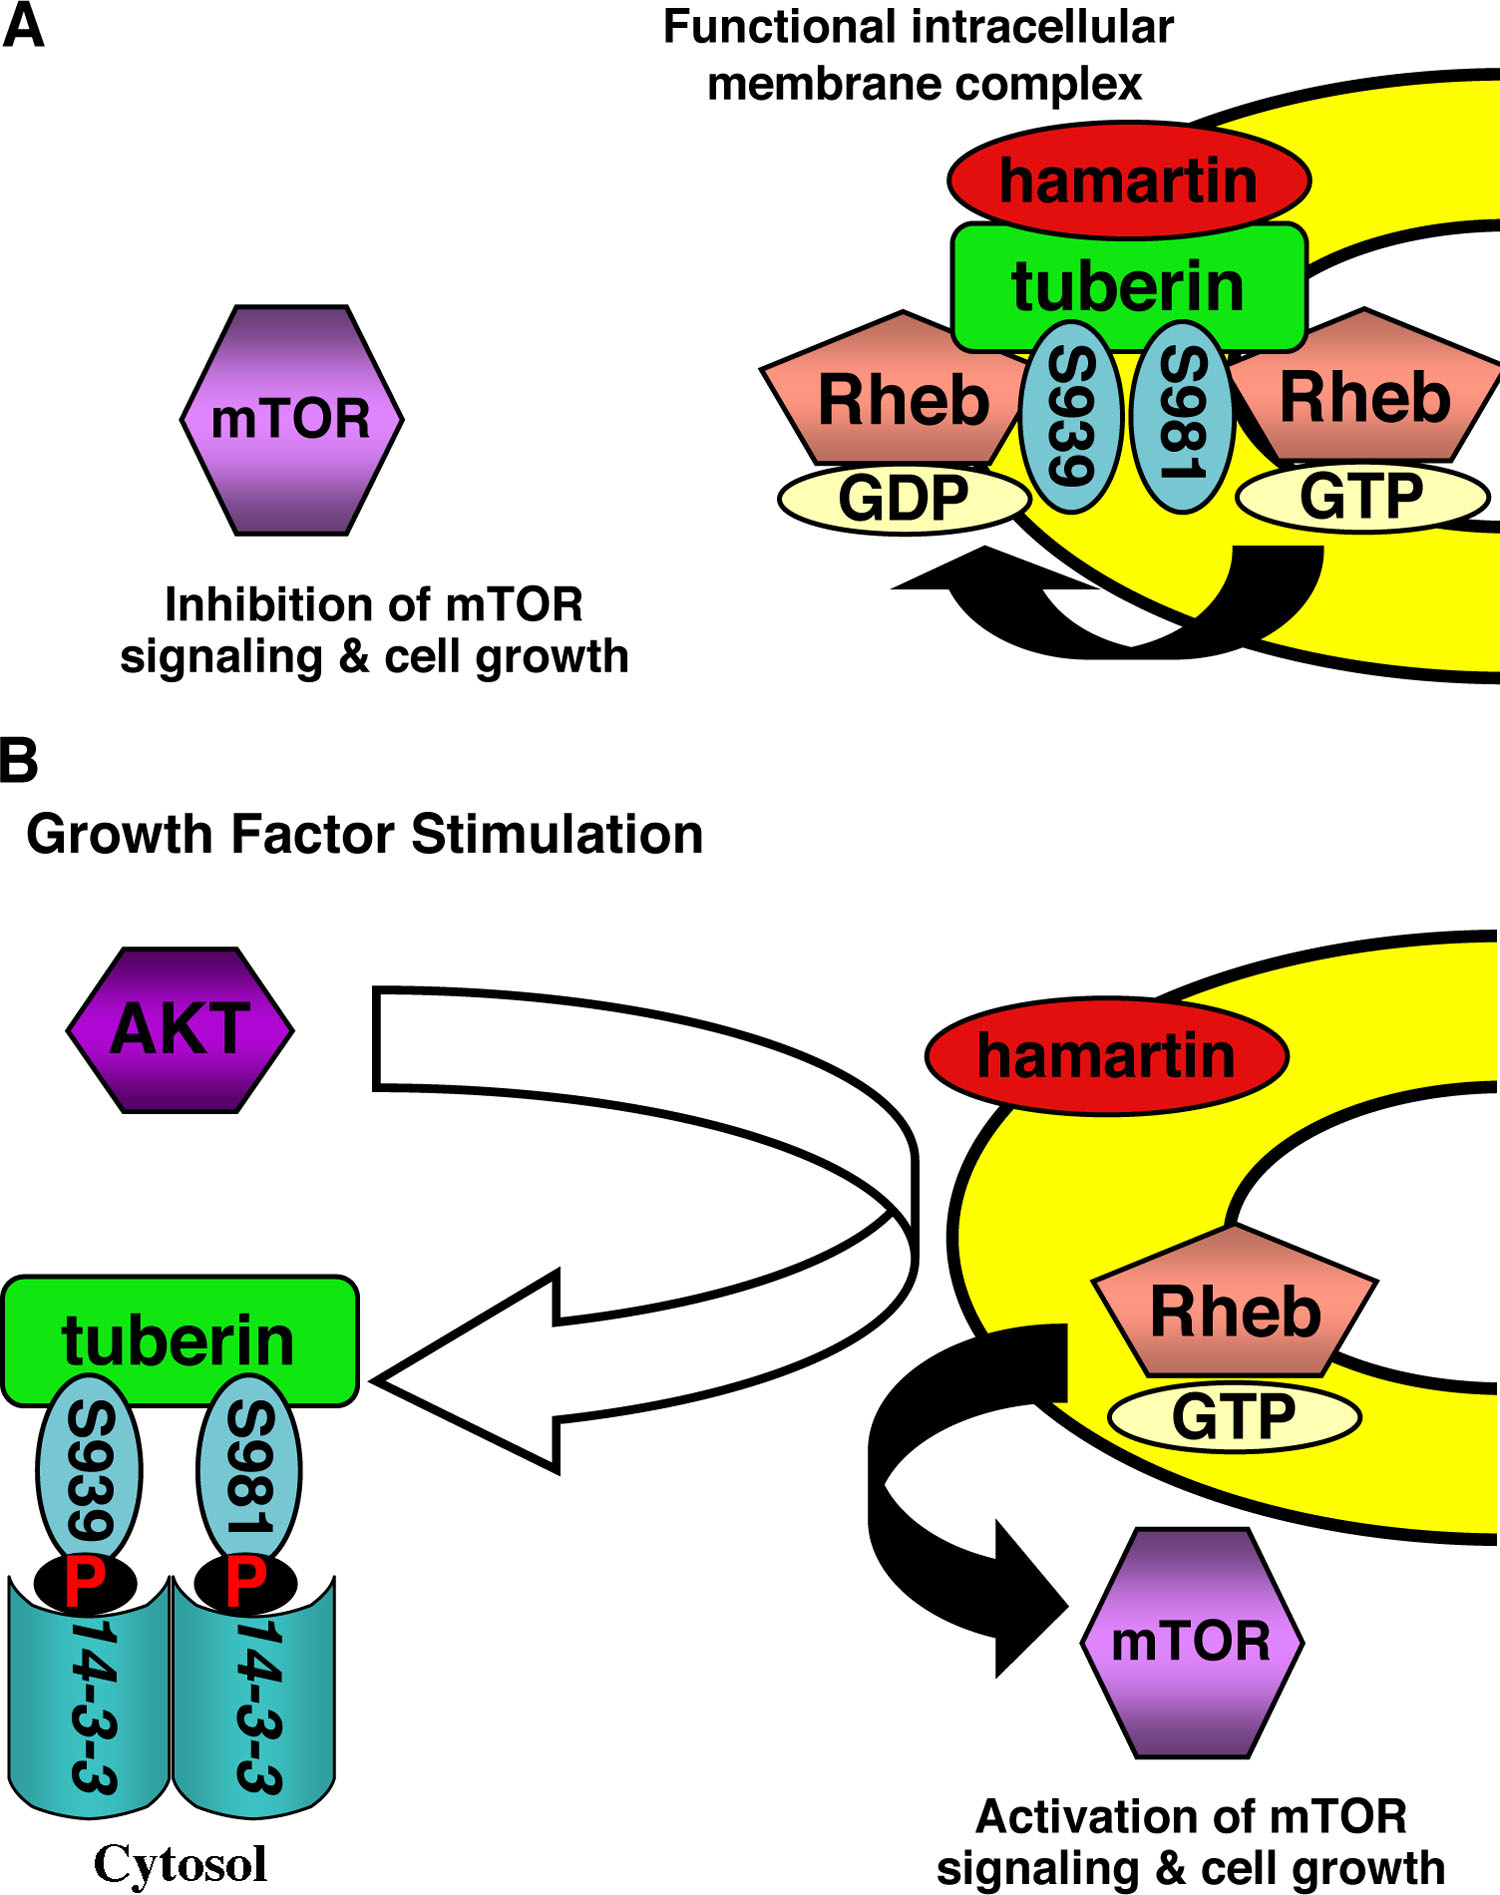 A
Functional intracellular
membrane complex
hamartin
tuberin
Rheb
S939
S981
Rheb
GDP
GTP
mTOR
Inhibition of mTOR
signaling & cell growth
B
Growth Factor Stimulation
AKT
hamartin
tuberin
Rheb
GTP
S939
S981
P
P
14-3-3
14-3-3
Cytosol
mTOR
Activation of mTOR
signaling & cell growth